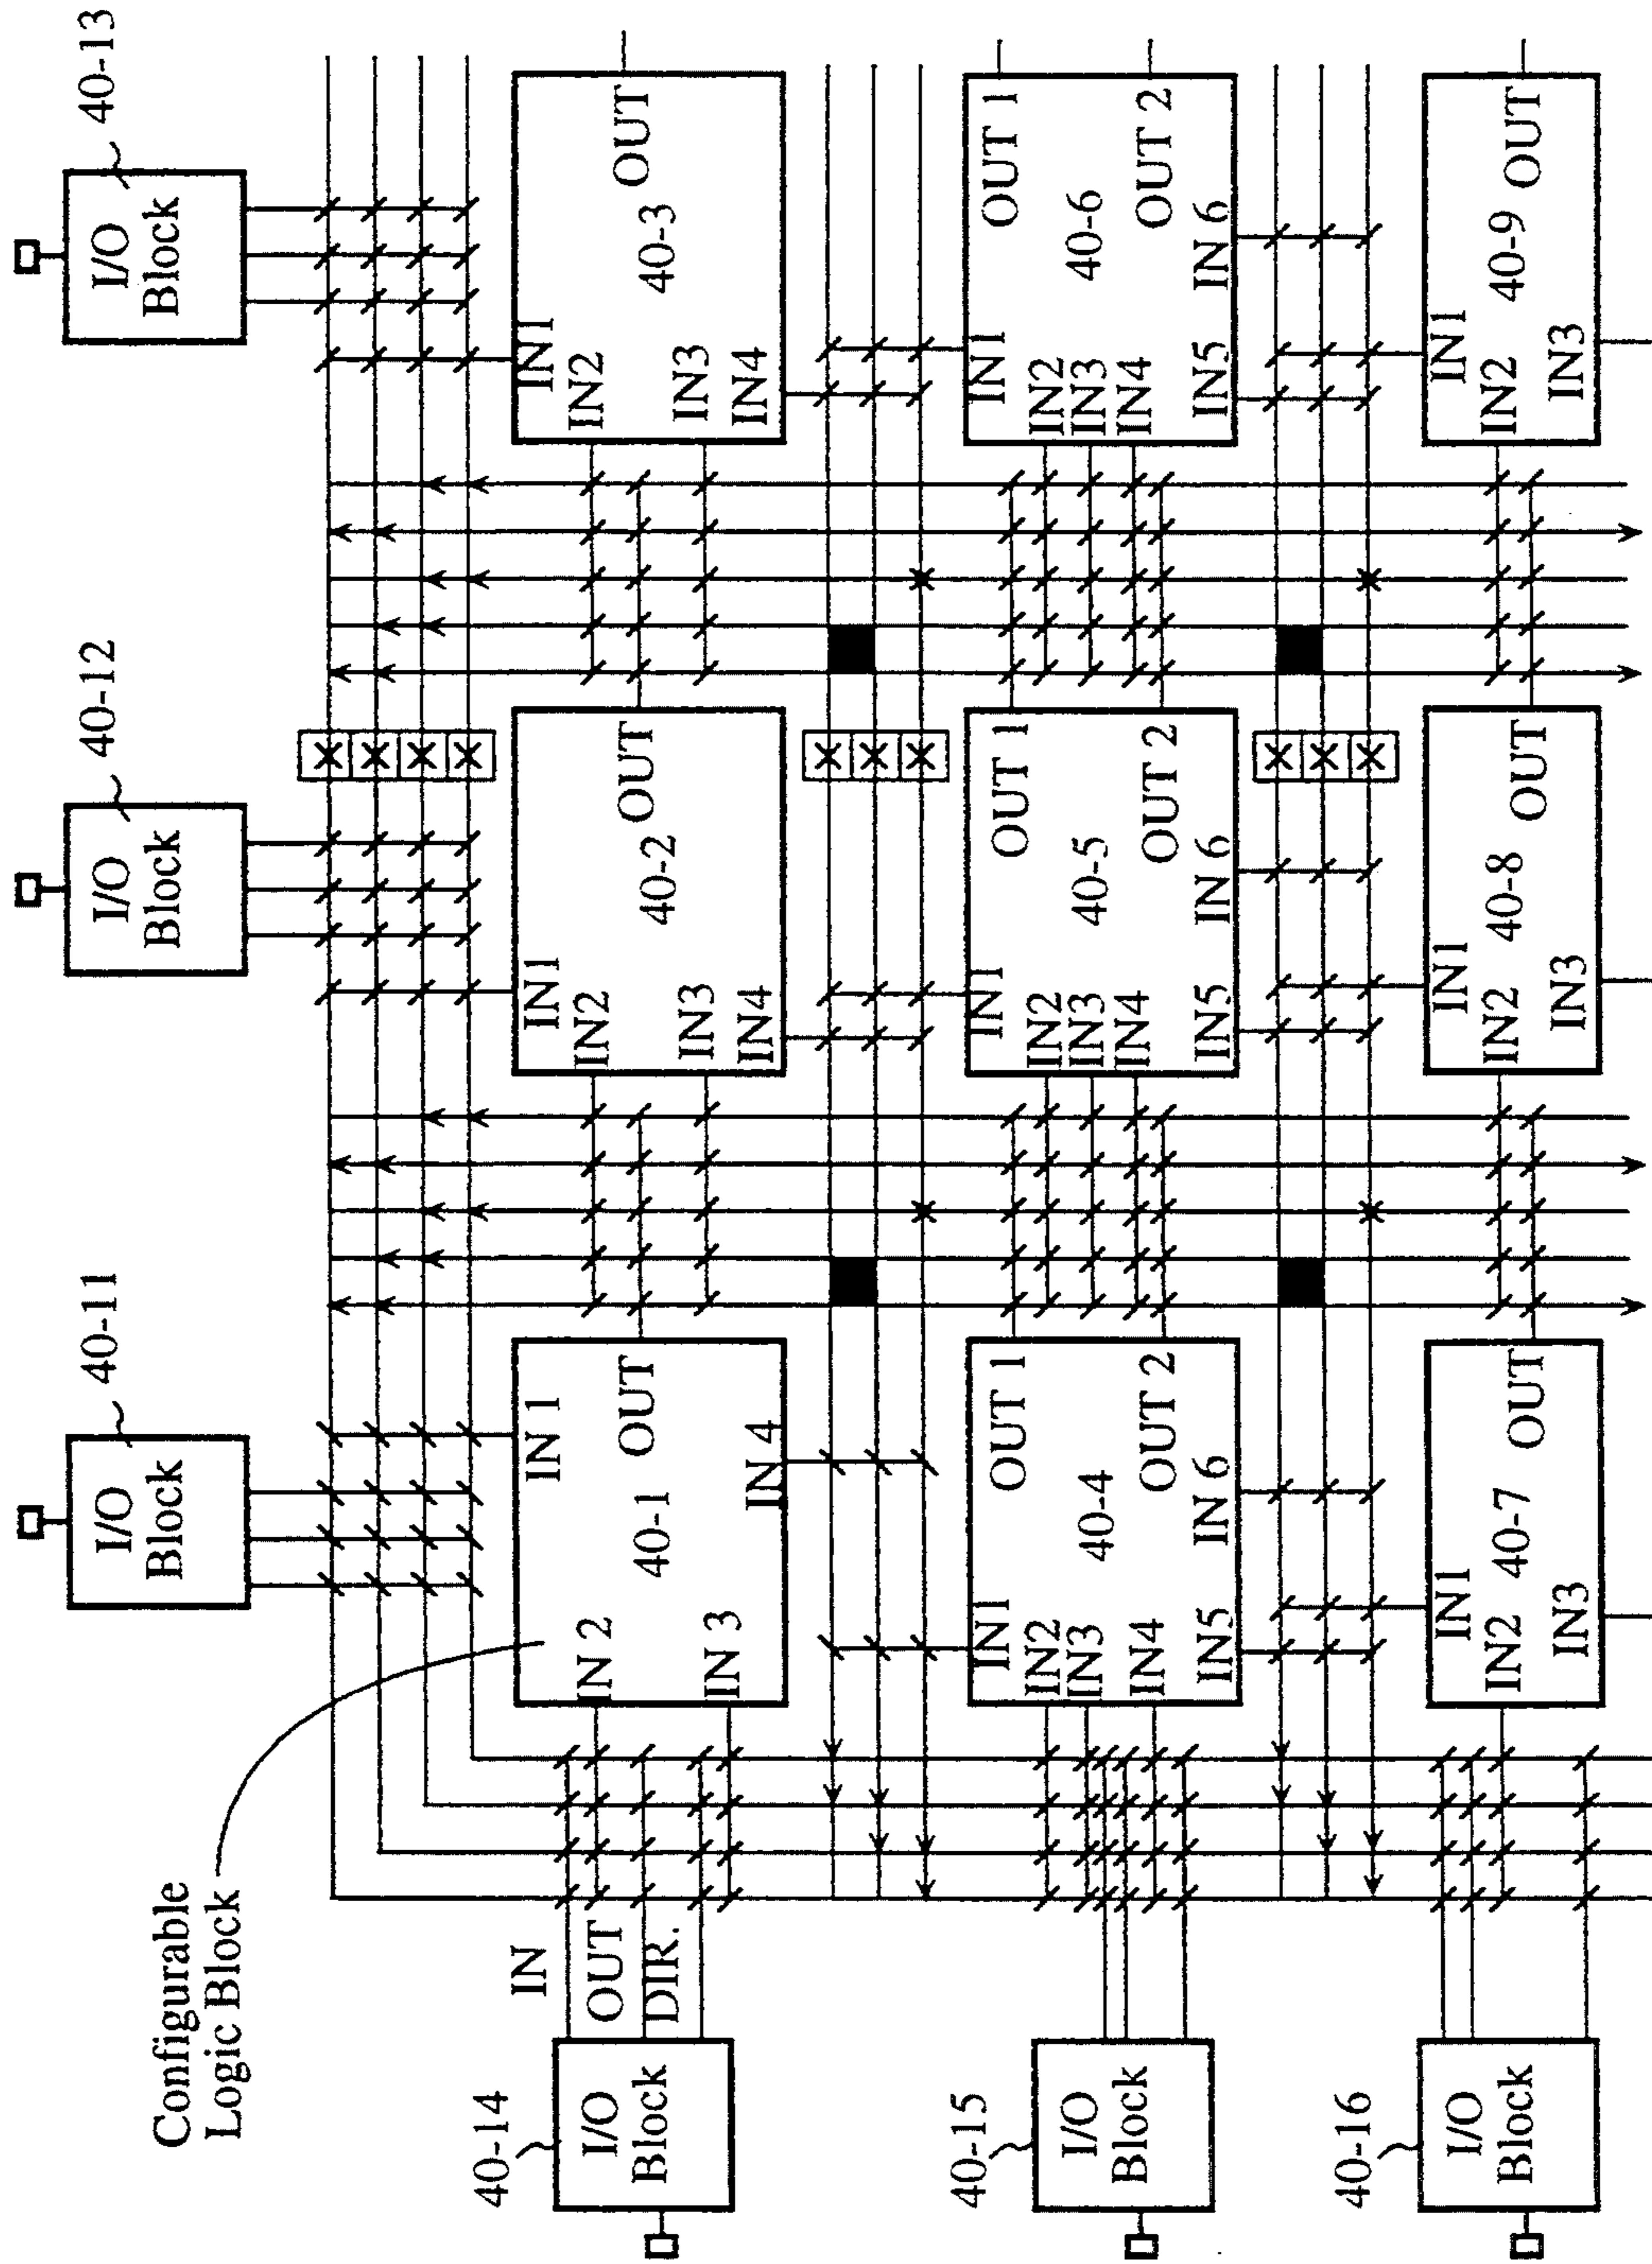 40-11
40-12
40-13
I/O
Block
I/O
Block
I/O
Block
Configurable
Logic Block
IN 1
IN 2
OUT
40-1
IN 3
IN 4
IN1
IN2
OUT
40-2
IN3
IN4
IN1
IN2
OUT
40-3
IN3
IN4
IN
OUT
DIR.
40-14
I/O
Block
IN1
OUT 1
IN2
IN3
40-4
IN4
OUT 2
IN5
IN 6
IN1
OUT 1
IN2
IN3
40-5
IN4
OUT 2
IN5
IN 6
IN1
OUT 1
IN2
IN3
40-6
IN4
OUT 2
IN5
IN 6
40-15
I/O
Block
IN1
IN2
40-7
OUT
IN3
IN1
IN2
40-8
OUT
IN3
IN1
IN2
40-9
OUT
IN3
40-16
I/O
Block